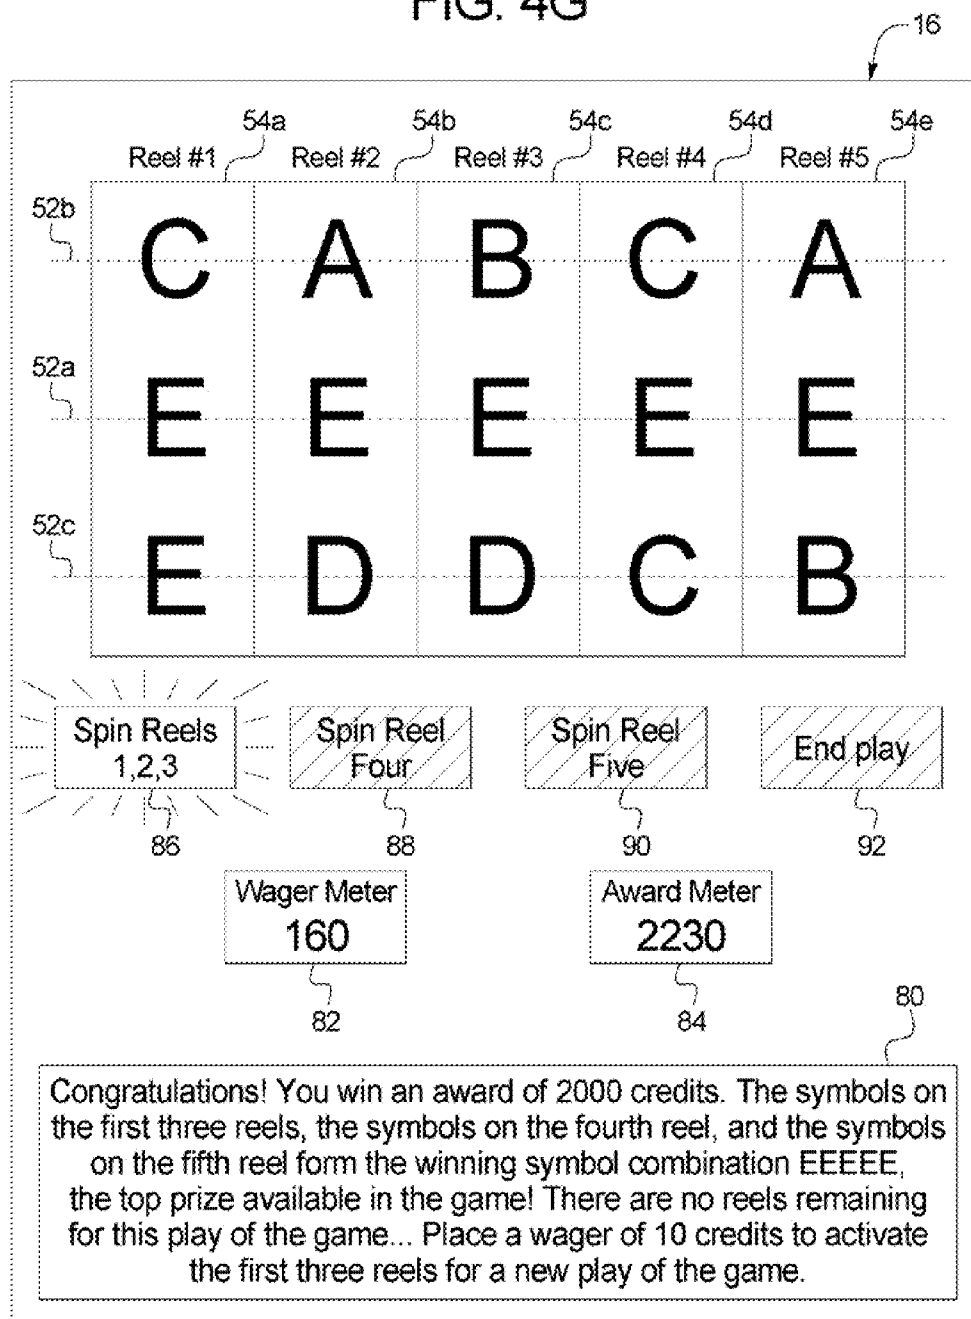 FIG. 4G
16
54a 54b 54c 54d 54e
Reel #1 Reel #2 Reel #3 Reel #4 Reel #5
52b
C A B C A
52a
E E E E E
52c
E D D C B
Spin Reels
1,2,3
Spin Reel
Four
Spin Reel
Five
End play
86 88 90 92
Wager Meter
160
Award Meter
2230
82 84
80
Congratulations! You win an award of 2000 credits. The symbols on
the first three reels, the symbols on the fourth reel, and the symbols
on the fifth reel form the winning symbol combination EEEEE,
the top prize available in the game! There are no reels remaining
for this play of the game... Place a wager of 10 credits to activate
the first three reels for a new play of the game.